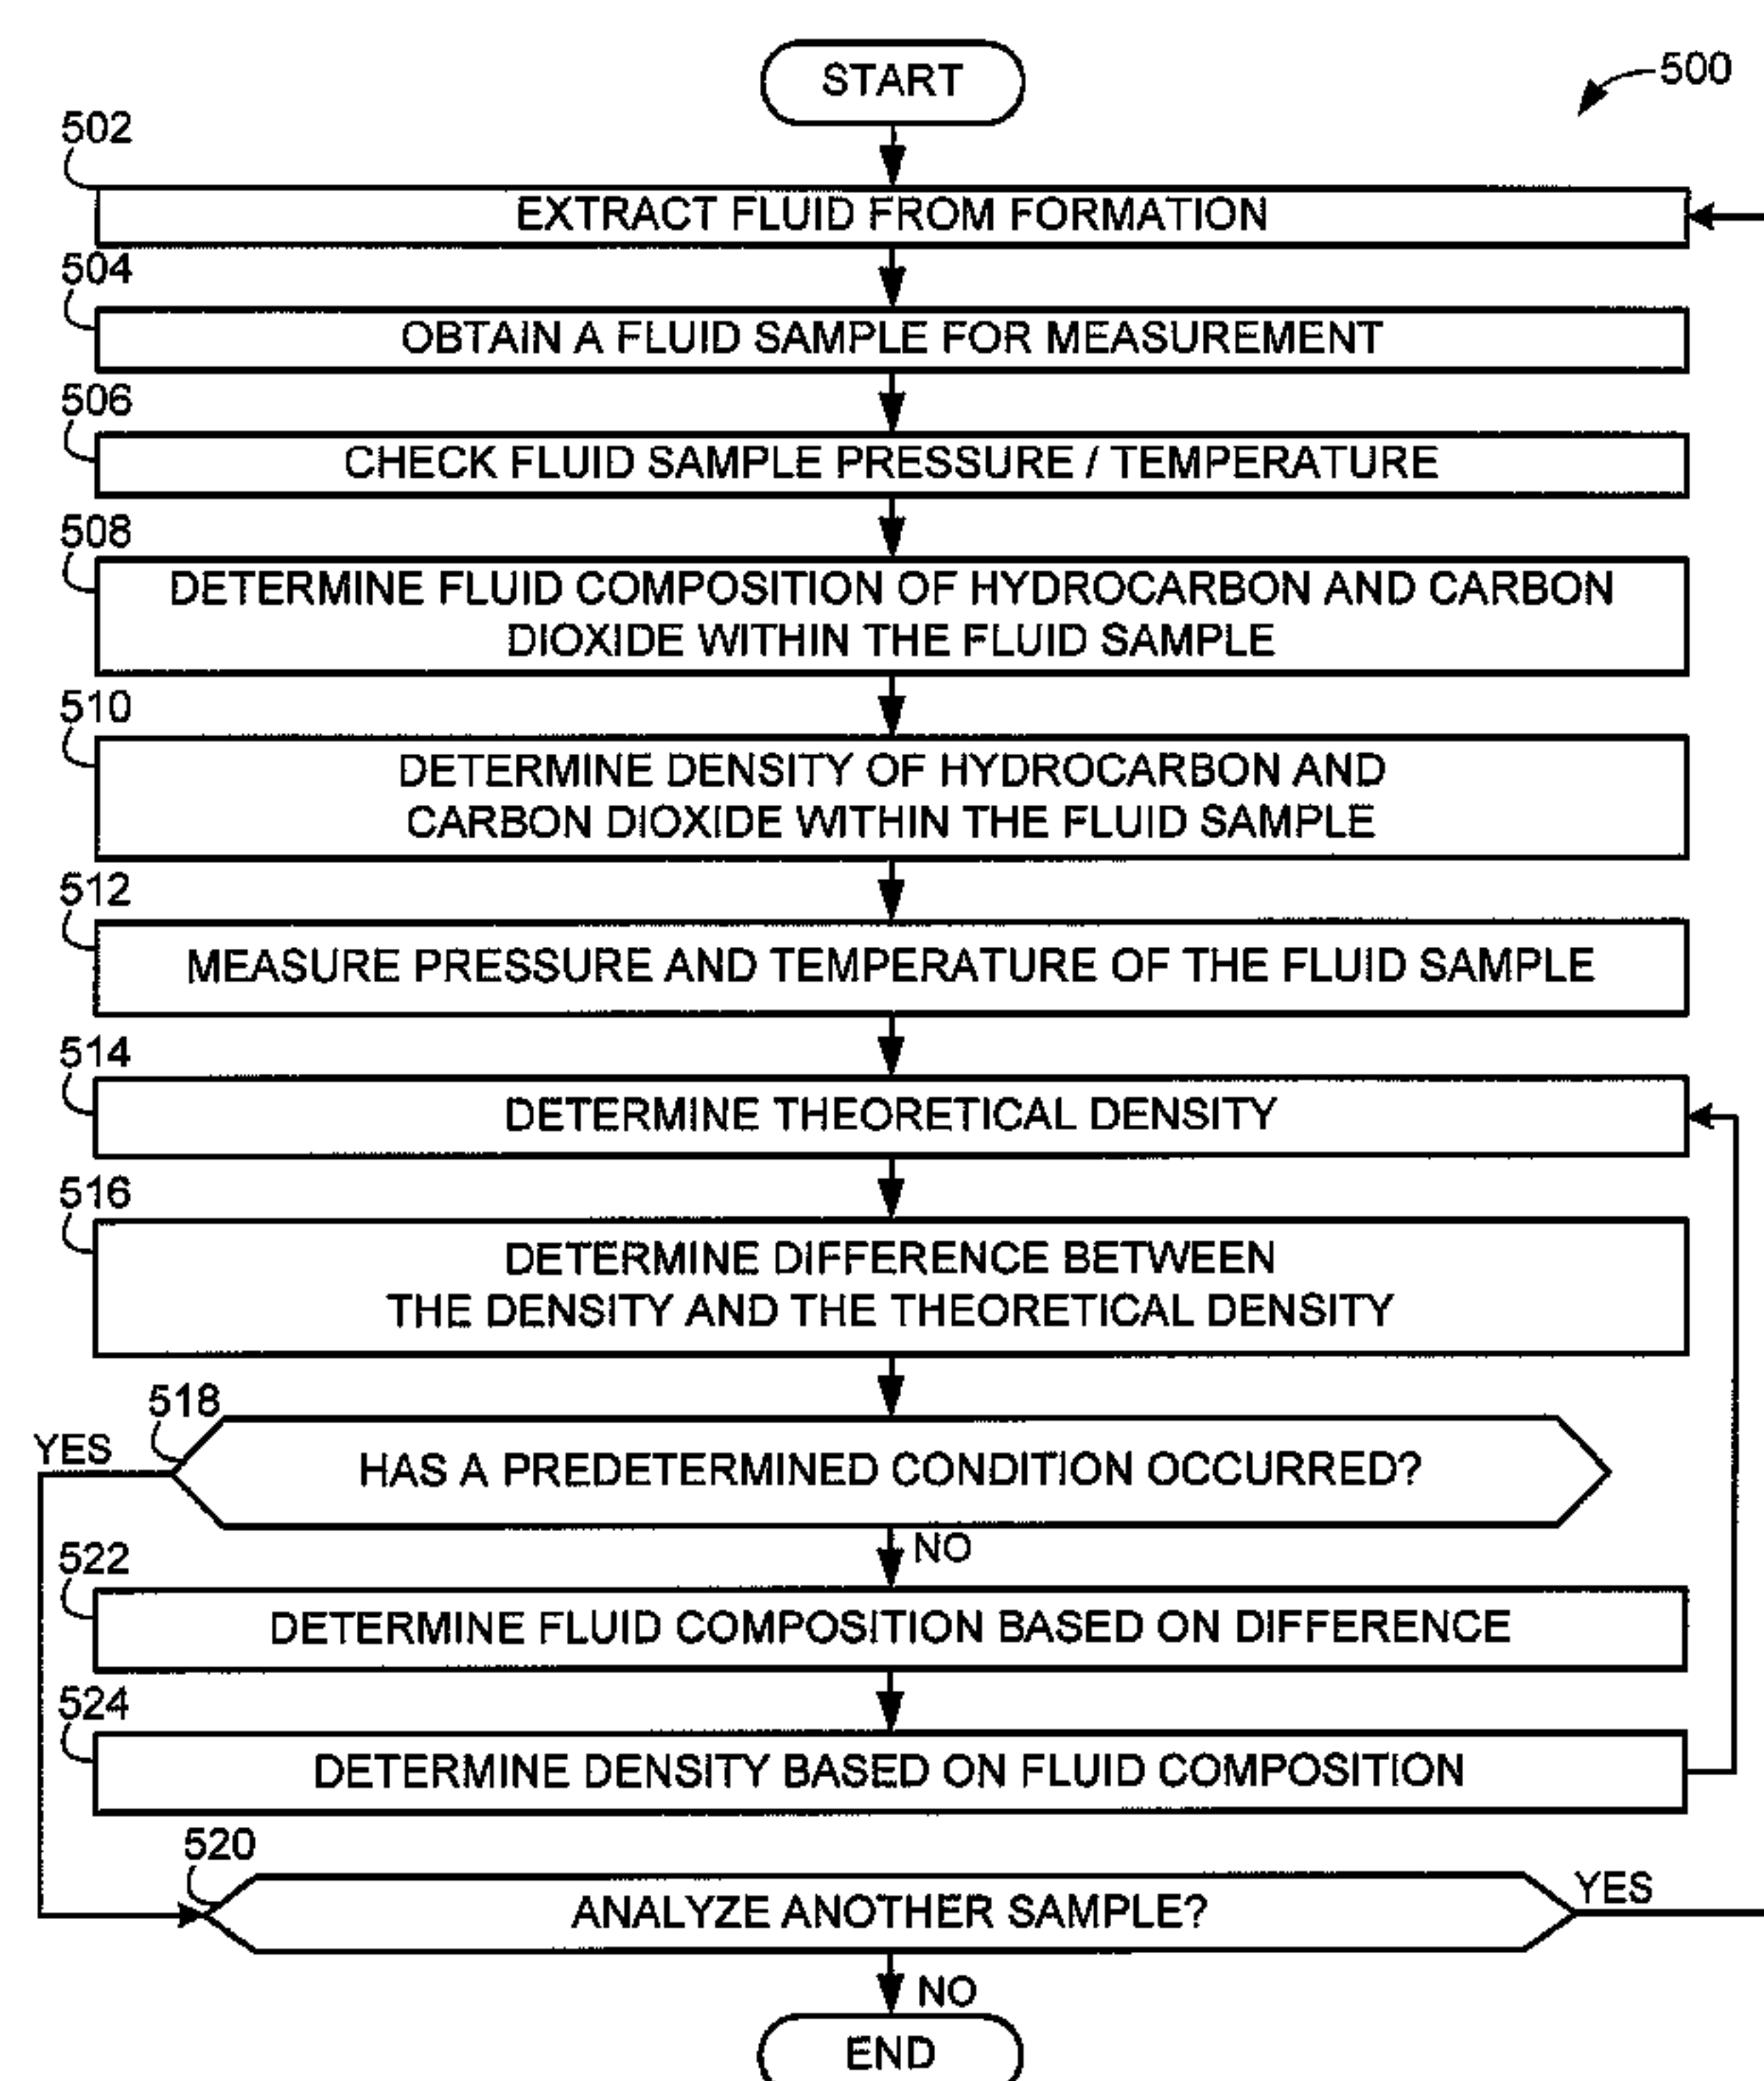 START
500
502
EXTRACT FLUID FROM FORMATION
504
OBTAIN A FLUID SAMPLE FOR MEASUREMENT
506
CHECK FLUID SAMPLE PRESSURE / TEMPERATURE
508
DETERMINE FLUID COMPOSITION OF HYDROCARBON AND CARBON
DIOXIDE WITHIN THE FLUID SAMPLE
510
DETERMINE DENSITY OF HYDROCARBON AND
CARBON DIOXIDE WITHIN THE FLUID SAMPLE
512
MEASURE PRESSURE AND TEMPERATURE OF THE FLUID SAMPLE
514
DETERMINE THEORETICAL DENSITY
516
DETERMINE DIFFERENCE BETWEEN
THE DENSITY AND THE THEORETICAL DENSITY
518
YES
HAS A PREDETERMINED CONDITION OCCURRED?
NO
522
DETERMINE FLUID COMPOSITION BASED ON DIFFERENCE
524
DETERMINE DENSITY BASED ON FLUID COMPOSITION
520
YES
ANALYZE ANOTHER SAMPLE?
NO
END